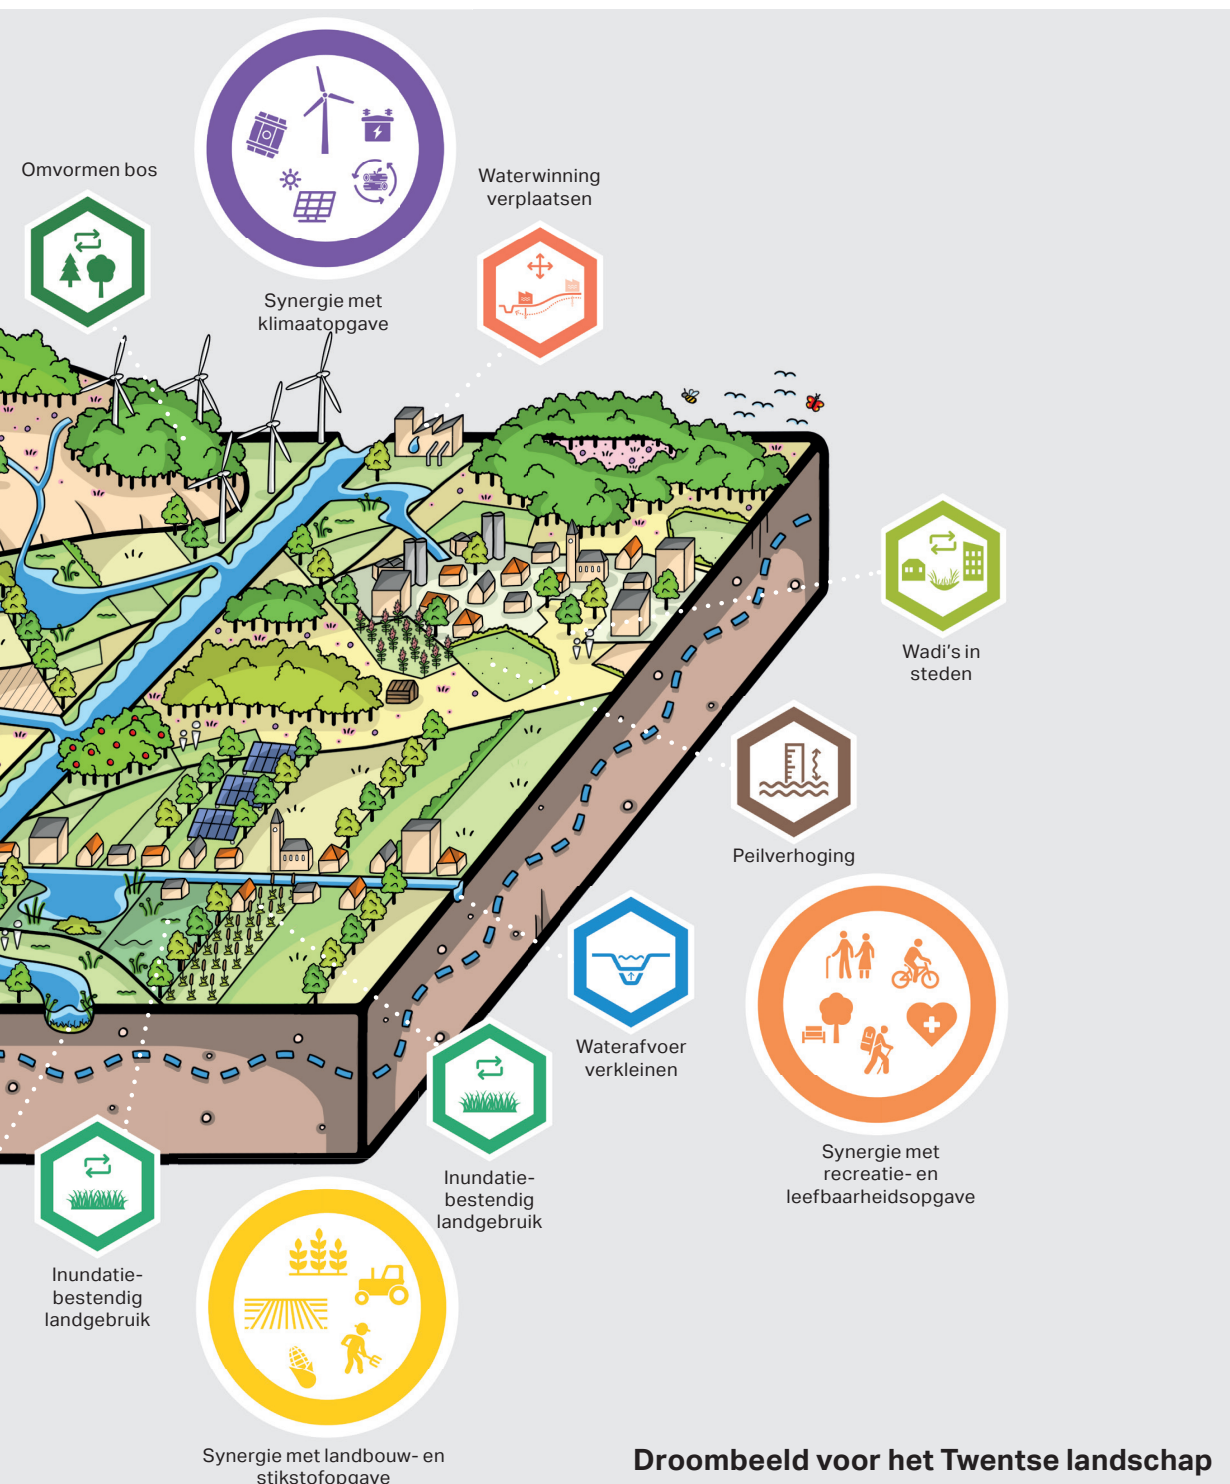 Omvormen bos
Waterwinning
verplaatsen
Synergie met
klimaatopgave
Wadi's in
steden
Peilverhoging
Waterafvoer
verkleinen
Synergie met
recreatie- en
leefbaarheidsopgave
Inundatie-
bestendig
landgebruik
Inundatie-
bestendig
landgebruik
Synergie met landbouw- en
stikstofopgave
Droombeeld voor het Twentse landschap